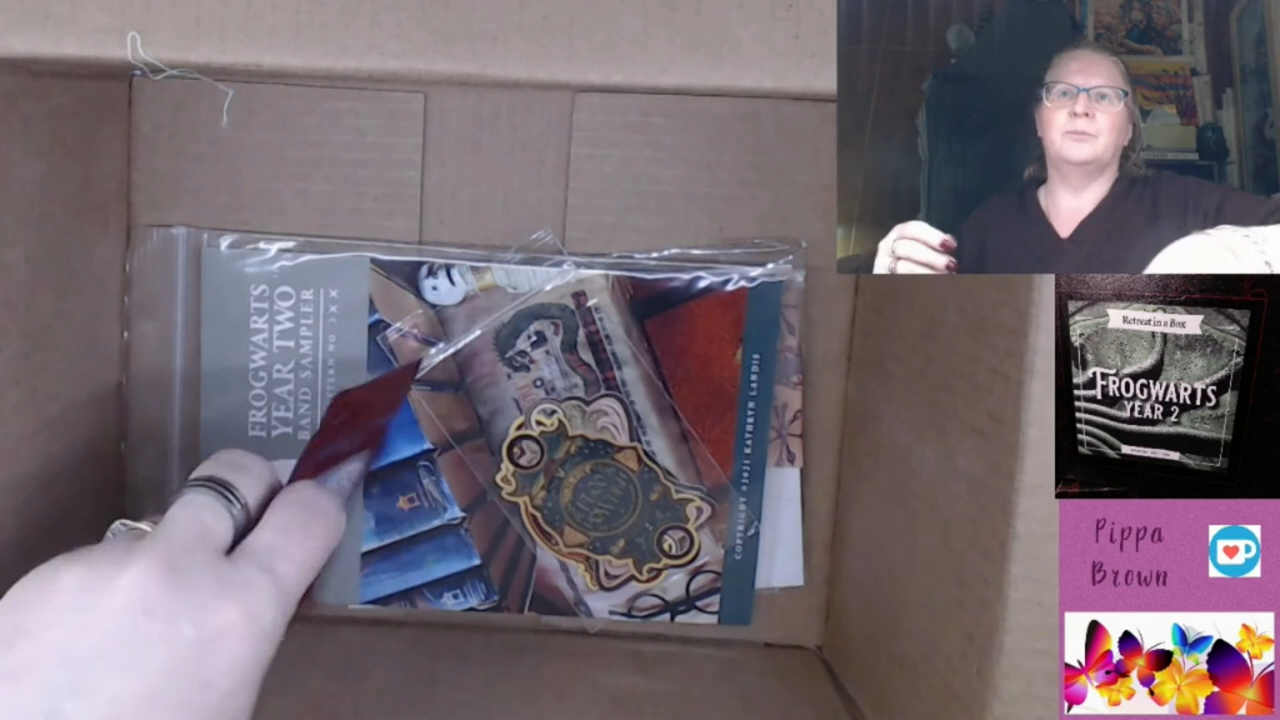 FROGWARTS
YEAR TWO
BAND SAMPLER
COPYRIGHT ©2021 KATHRYN LANDIS
Retreat in a Box
FROGWARTS
YEAR 2
Pippa
Brown